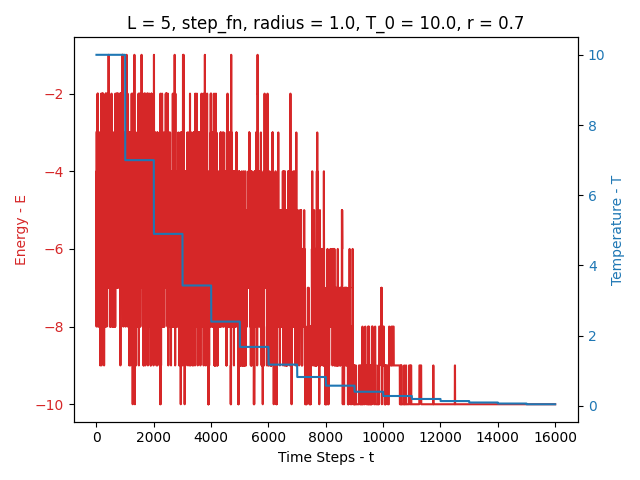 L = 5, step_fn, radius = 1.0, T_0 = 10.0, r = 0.7
Energy - E
−2
−4
−6
−8
−10
10
8
6
4
2
0
Temperature - T
0 2000 4000 6000 8000 10000 12000 14000 16000
Time Steps - t